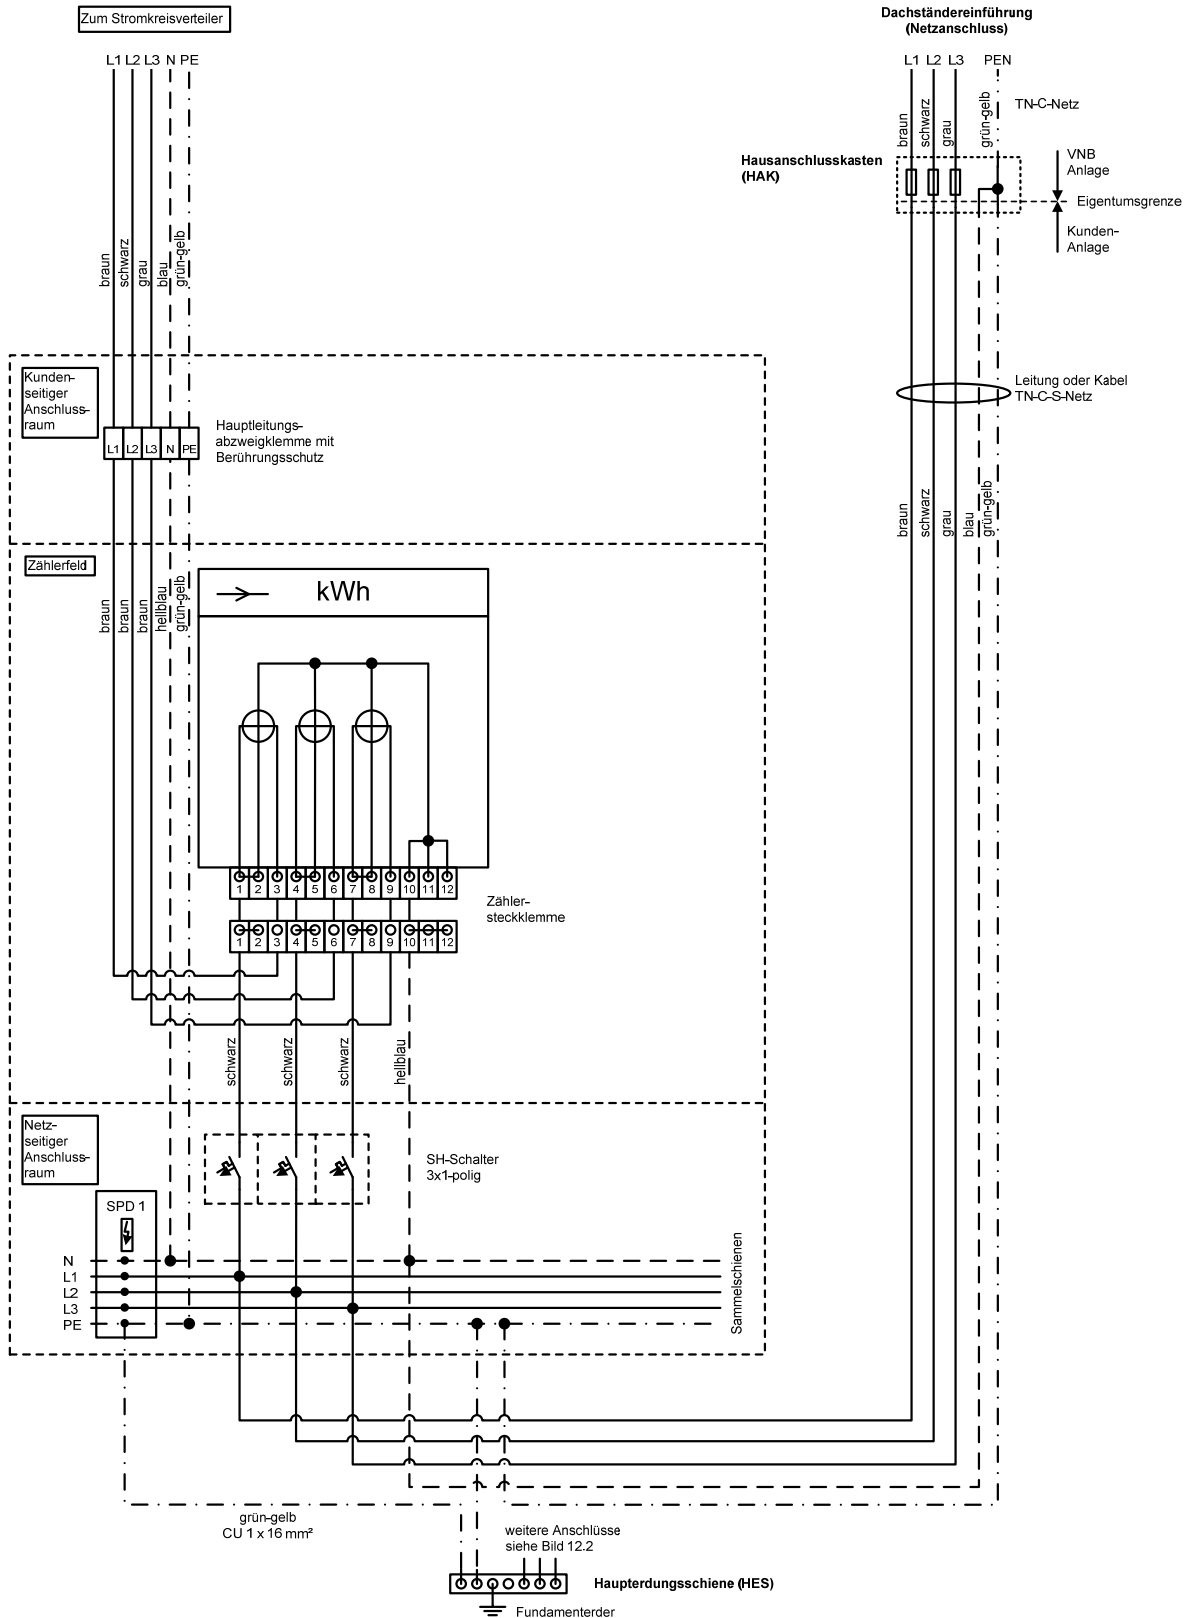 Zum Stromkreisverteiler
L1 L2 L3 N PE
braun
schwarz
grau
blau
grün-gelb
Dachständereinführung
(Netzanschluss)
L1 L2 L3 PEN
braun
schwarz
grau
grün-gelb
TN-C-Netz
Hausanschlusskasten
(HAK)
VNB
Anlage
Eigentumsgrenze
Kunden-
Anlage
Leitung oder Kabel
TN-C-S-Netz
braun
schwarz
grau
blau
grün-gelb
Kunden-
seitiger
Anschluss-
raum
L1 L2 L3 N PE
Hauptleitungs-
abzweigklemme mit
Berührungsschutz
Zählerfeld
braun
braun
braun
hellblau
grün-gelb
kWh
1 2 3 4 5 6 7 8 9 10 11 12
Zähler-
steckklemme
1 2 3 4 5 6 7 8 9 10 11 12
schwarz
schwarz
schwarz
hellblau
Netz-
seitiger
Anschluss-
raum
SH-Schalter
3x1-polig
SPD 1
N
L1
L2
L3
PE
Sammelschienen
grün-gelb
CU 1 x 16 mm²
weitere Anschlüsse
siehe Bild 12.2
Haupterdungsschiene (HES)
Fundamenterder